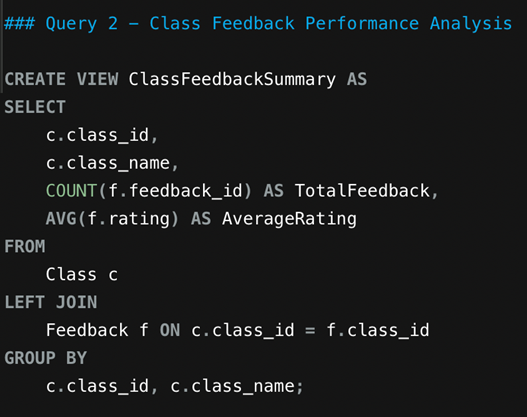 ### Query 2 – Class Feedback Performance Analysis
CREATE VIEW ClassFeedbackSummary AS
SELECT
    c.class_id,
    c.class_name,
    COUNT(f.feedback_id) AS TotalFeedback,
    AVG(f.rating) AS AverageRating
FROM
    Class c
LEFT JOIN
    Feedback f ON c.class_id = f.class_id
GROUP BY
    c.class_id, c.class_name;